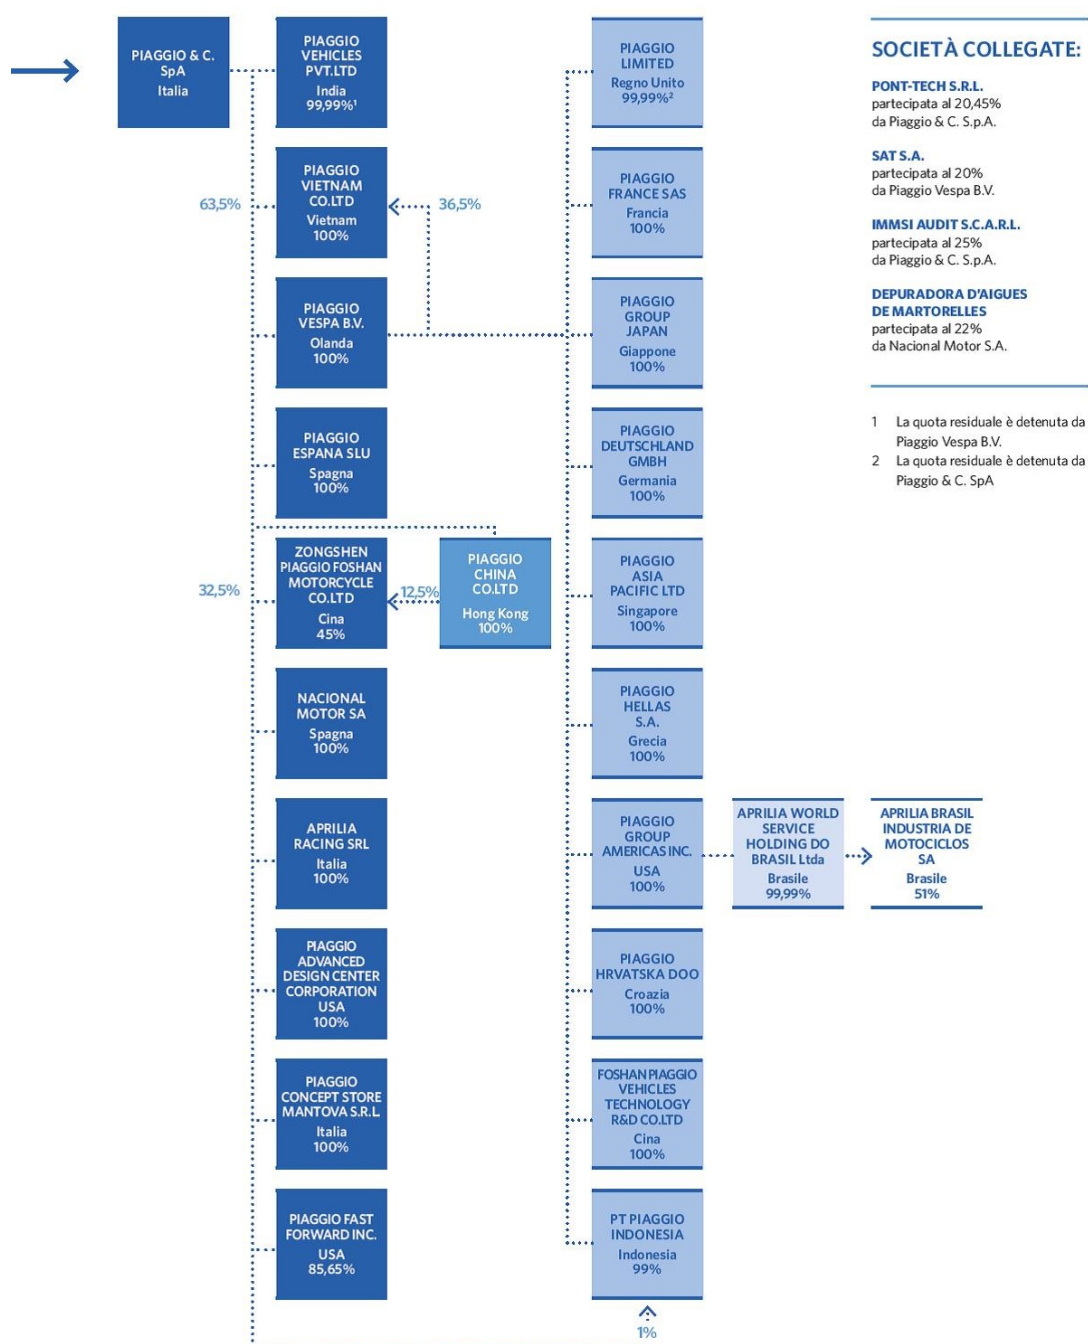 PIAGGIO & C.
SpA
Italia
PIAGGIO
VEHICLES
PVT.LTD
India
99,99%¹
63,5%
PIAGGIO
VIETNAM
CO.LTD
Vietnam
100%
36,5%
PIAGGIO
VESPA B.V.
Olanda
100%
PIAGGIO
ESPANA SLU
Spagna
100%
32,5%
ZONGSHEN
PIAGGIO FOSHAN
MOTORCYCLE
CO.LTD
Cina
45%
12,5%
PIAGGIO
CHINA
CO.LTD
Hong Kong
100%
NACIONAL
MOTOR SA
Spagna
100%
APRILIA
RACING SRL
Italia
100%
PIAGGIO
ADVANCED
DESIGN CENTER
CORPORATION
USA
100%
PIAGGIO
CONCEPT STORE
MANTOVA S.R.L.
Italia
100%
PIAGGIO FAST
FORWARD INC.
USA
85,65%
PIAGGIO
LIMITED
Regno Unito
99,99%²
PIAGGIO
FRANCE SAS
Francia
100%
PIAGGIO
GROUP
JAPAN
Giappone
100%
PIAGGIO
DEUTSCHLAND
GMBH
Germania
100%
PIAGGIO
ASIA
PACIFIC LTD
Singapore
100%
PIAGGIO
HELLAS
S.A.
Grecia
100%
PIAGGIO
GROUP
AMERICAS INC.
USA
100%
APRILIA WORLD
SERVICE
HOLDING DO
BRASIL Ltda
Brasile
99,99%
APRILIA BRASIL
INDUSTRIA DE
MOTOCICLOS
SA
Brasile
51%
PIAGGIO
HRVATSKA DOO
Croazia
100%
FOSHAN PIAGGIO
VEHICLES
TECHNOLOGY
R&D CO.LTD
Cina
100%
PT PIAGGIO
INDONESIA
Indonesia
99%
1%
SOCIETÀ COLLEGATE:
PONT-TECH S.R.L.
partecipata al 20,45%
da Piaggio & C. S.p.A.
SAT S.A.
partecipata al 20%
da Piaggio Vespa B.V.
IMMSI AUDIT S.C.A.R.L.
partecipata al 25%
da Piaggio & C. S.p.A.
DEPURADORA D'AIGUES
DE MARTORELLES
partecipata al 22%
da Nacional Motor S.A.
1 La quota residuale è detenuta da
Piaggio Vespa B.V.
2 La quota residuale è detenuta da
Piaggio & C. SpA